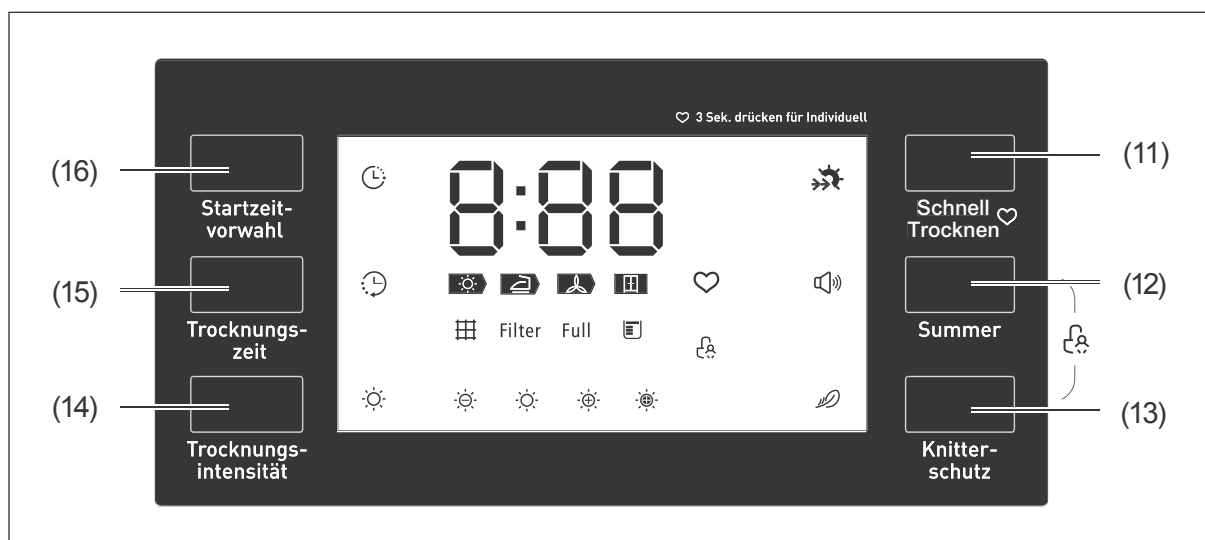 ♡ 3 Sek. drücken für Individuell
(16)
Startzeit-
vorwahl
8:88
(11)
Schnell
Trocknen ♡
(15)
Trocknungs-
zeit
Filter Full
(12)
Summer
(14)
Trocknungs-
intensität
(13)
Knitter-
schutz